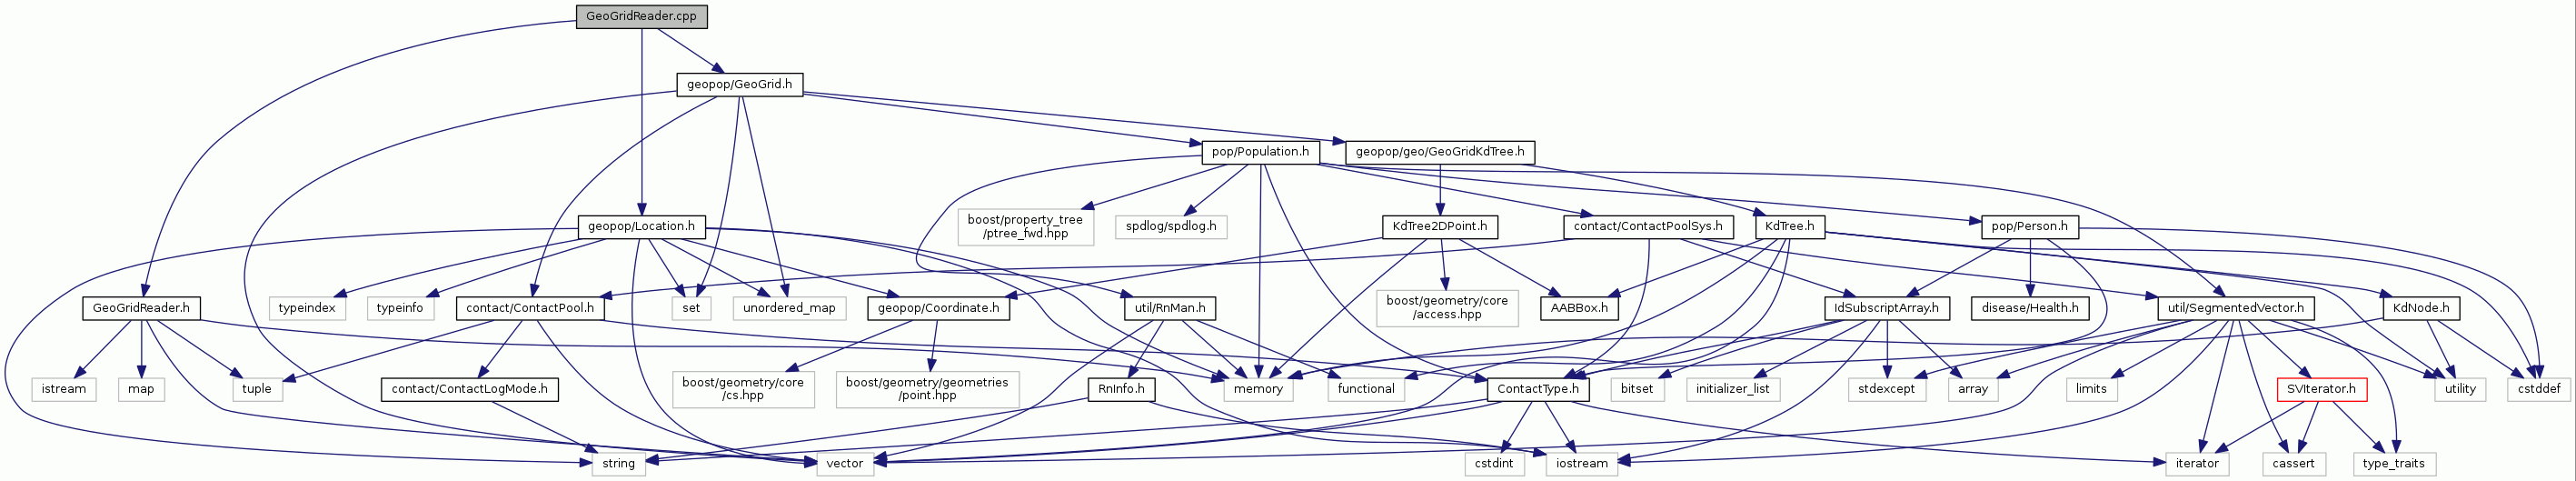 GeoGridReader.cpp
geopop/GeoGrid.h
pop/Population.h
geopop/geo/GeoGridKdTree.h
geopop/Location.h
boost/property_tree
/ptree_fwd.hpp
spdlog/spdlog.h
KdTree2DPoint.h
contact/ContactPoolSys.h
KdTree.h
pop/Person.h
GeoGridReader.h
typeindex
typeinfo
contact/ContactPool.h
set
unordered_map
geopop/Coordinate.h
util/RnMan.h
boost/geometry/core
/access.hpp
AABBox.h
IdSubscriptArray.h
disease/Health.h
util/SegmentedVector.h
KdNode.h
istream
map
tuple
contact/ContactLogMode.h
boost/geometry/core
/cs.hpp
boost/geometry/geometries
/point.hpp
RnInfo.h
memory
functional
ContactType.h
bitset
initializer_list
stdexcept
array
limits
SVIterator.h
utility
cstddef
string
vector
cstdint
iostream
iterator
cassert
type_traits